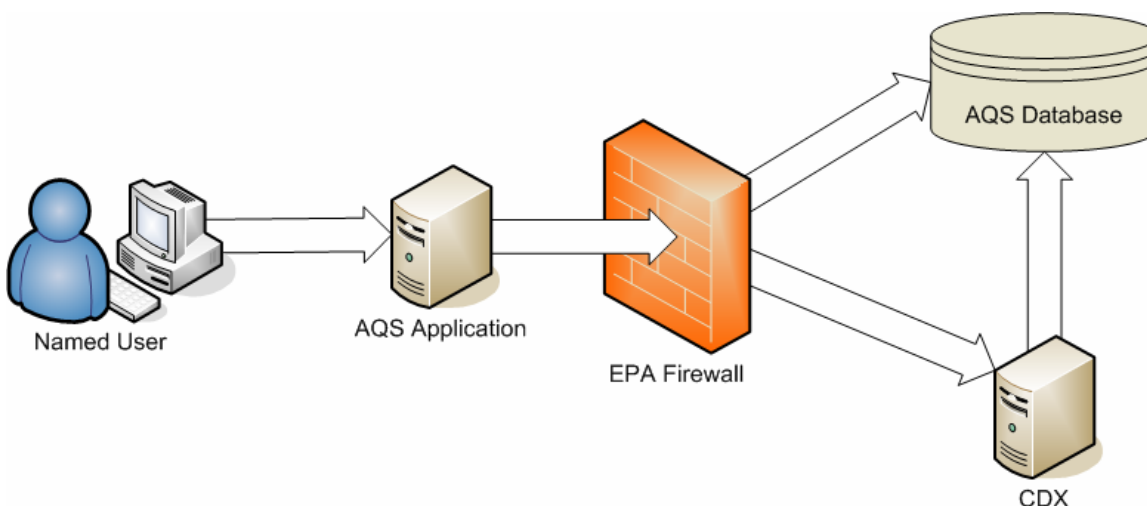 AQS Database
Named User
AQS Application
EPA Firewall
CDX